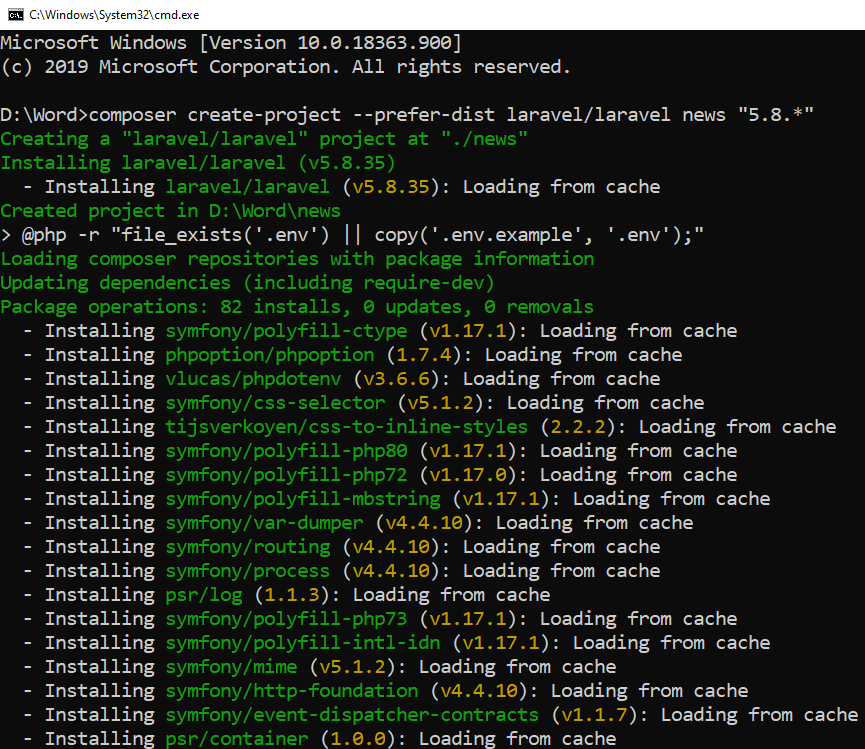 C:\Windows\System32\cmd.exe
Microsoft Windows [Version 10.0.18363.900]
(c) 2019 Microsoft Corporation. All rights reserved.
D:\Word>composer create-project --prefer-dist laravel/laravel news "5.8.*"
Creating a "laravel/laravel" project at "./news"
Installing laravel/laravel (v5.8.35)
  - Installing laravel/laravel (v5.8.35): Loading from cache
Created project in D:\Word\news
> @php -r "file_exists('.env') || copy('.env.example', '.env');"
Loading composer repositories with package information
Updating dependencies (including require-dev)
Package operations: 82 installs, 0 updates, 0 removals
  - Installing symfony/polyfill-ctype (v1.17.1): Loading from cache
  - Installing phpoption/phpoption (1.7.4): Loading from cache
  - Installing vlucas/phpdotenv (v3.6.6): Loading from cache
  - Installing symfony/css-selector (v5.1.2): Loading from cache
  - Installing tijsverkoyen/css-to-inline-styles (2.2.2): Loading from cache
  - Installing symfony/polyfill-php80 (v1.17.1): Loading from cache
  - Installing symfony/polyfill-php72 (v1.17.0): Loading from cache
  - Installing symfony/polyfill-mbstring (v1.17.1): Loading from cache
  - Installing symfony/var-dumper (v4.4.10): Loading from cache
  - Installing symfony/routing (v4.4.10): Loading from cache
  - Installing symfony/process (v4.4.10): Loading from cache
  - Installing psr/log (1.1.3): Loading from cache
  - Installing symfony/polyfill-php73 (v1.17.1): Loading from cache
  - Installing symfony/polyfill-intl-idn (v1.17.1): Loading from cache
  - Installing symfony/mime (v5.1.2): Loading from cache
  - Installing symfony/http-foundation (v4.4.10): Loading from cache
  - Installing symfony/event-dispatcher-contracts (v1.1.7): Loading from cache
  - Installing psr/container (1.0.0): Loading from cache